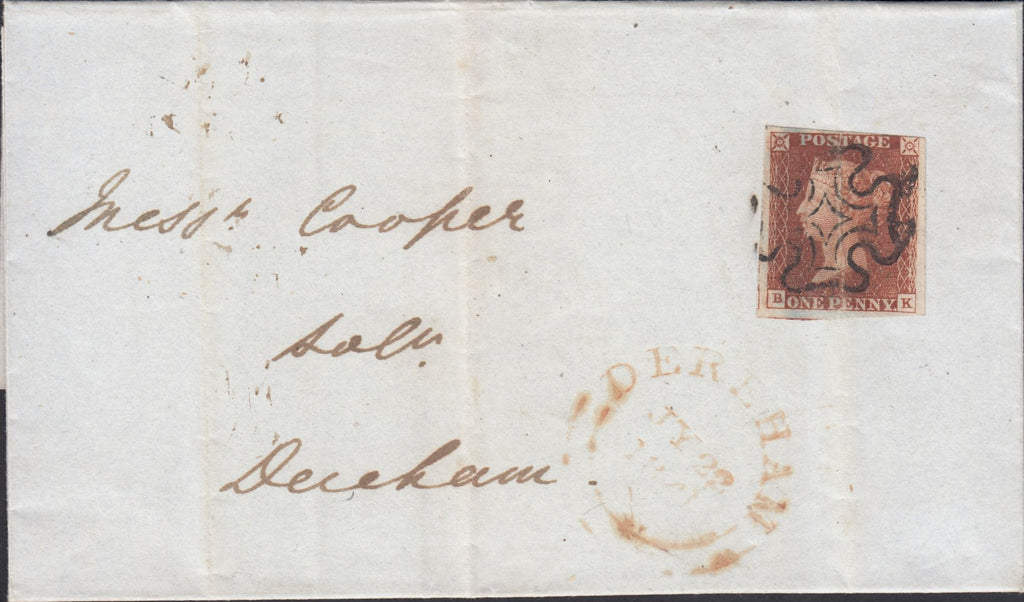 POSTAGE
Messrs Cooper
B ONE PENNY. K
Solrs
DEREHAM
Dereham.